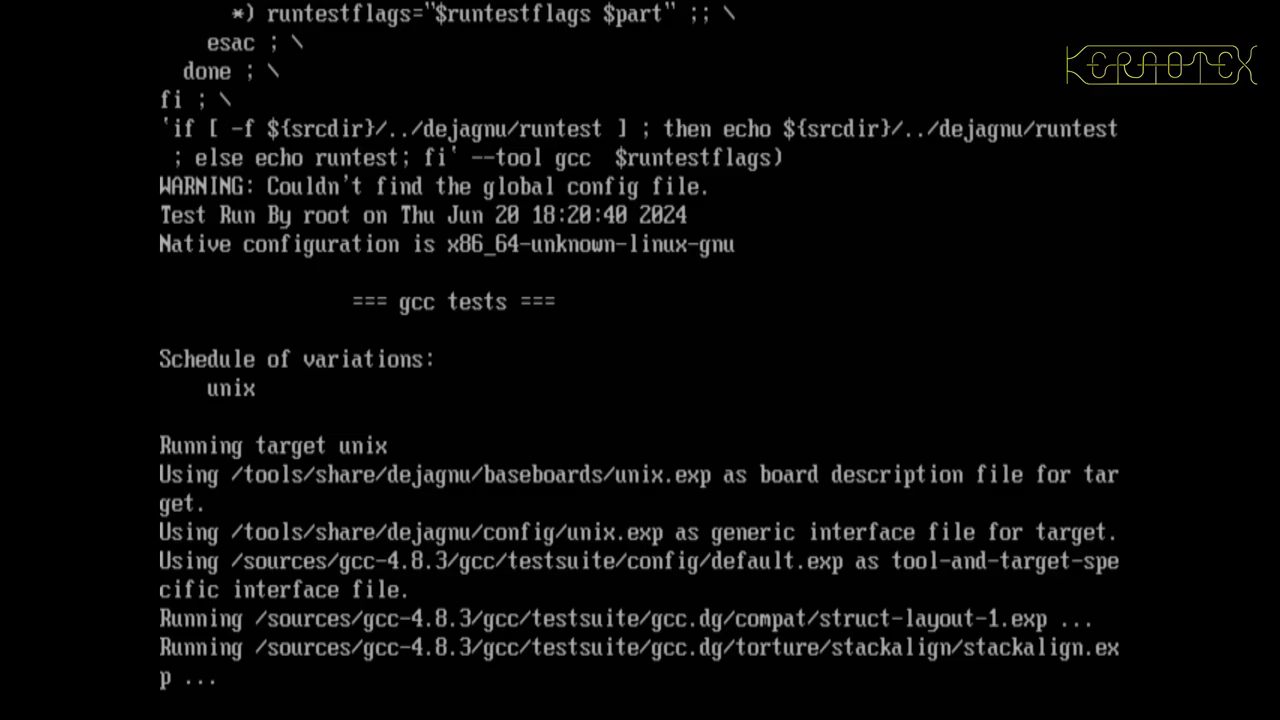 *) runtestflags="$runtestflags $part" ;; \
esac ; \
done ; \
fi ; \
`if [ -f ${srcdir}/../dejagnu/runtest ] ; then echo ${srcdir}/../dejagnu/runtest
; else echo runtest; fi` --tool gcc  $runtestflags)
WARNING: Couldn't find the global config file.
Test Run By root on Thu Jun 20 18:20:40 2024
Native configuration is x86_64-unknown-linux-gnu
=== gcc tests ===
Schedule of variations:
unix
Running target unix
Using /tools/share/dejagnu/baseboards/unix.exp as board description file for tar
get.
Using /tools/share/dejagnu/config/unix.exp as generic interface file for target.
Using /sources/gcc-4.8.3/gcc/testsuite/config/default.exp as tool-and-target-spe
cific interface file.
Running /sources/gcc-4.8.3/gcc/testsuite/gcc.dg/compat/struct-layout-1.exp ...
Running /sources/gcc-4.8.3/gcc/testsuite/gcc.dg/torture/stackalign/stackalign.ex
p ...